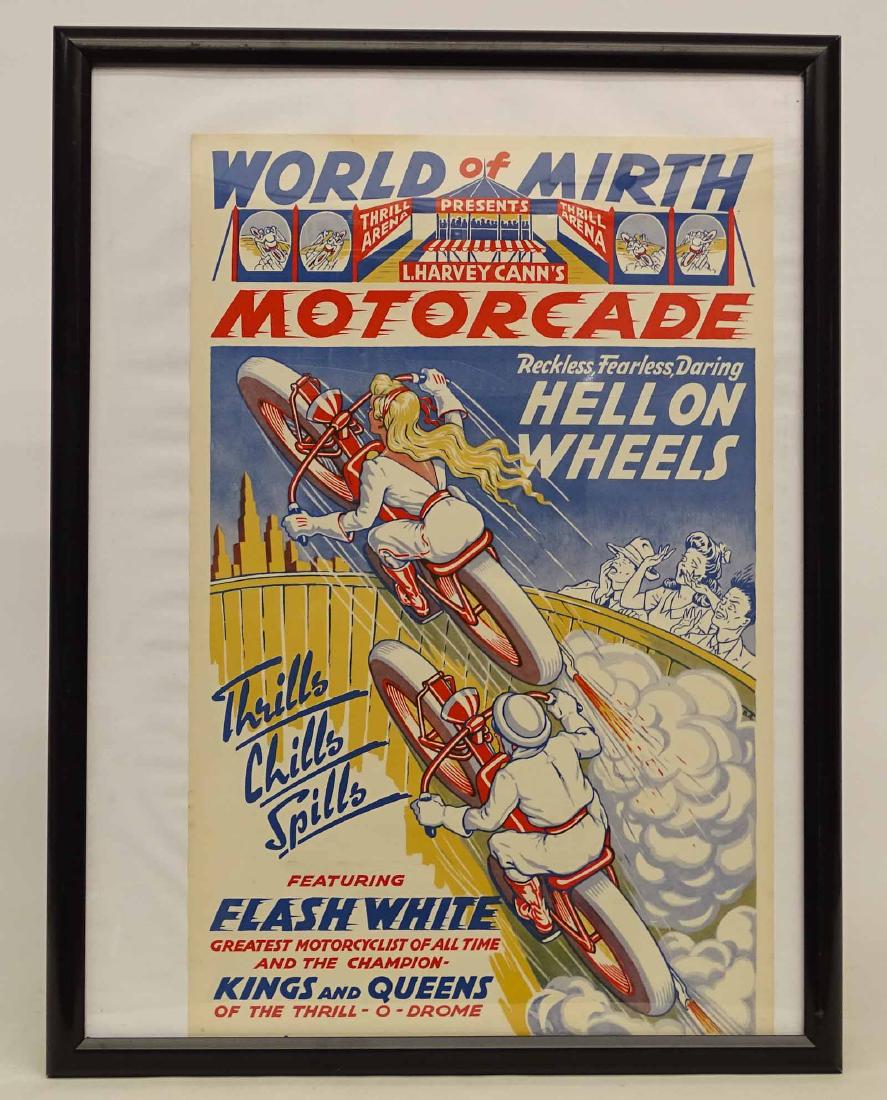 WORLD of MIRTH
PRESENTS
THRILL ARENA
THRILL ARENA
L.HARVEY CANN'S
MOTORCADE
Reckless, Fearless, Daring
HELL ON
WHEELS
Thrills
Chills
Spills
FEATURING
FLASH WHITE
GREATEST MOTORCYCLIST OF ALL TIME
AND THE CHAMPION-
KINGS AND QUEENS
OF THE THRILL-O-DROME